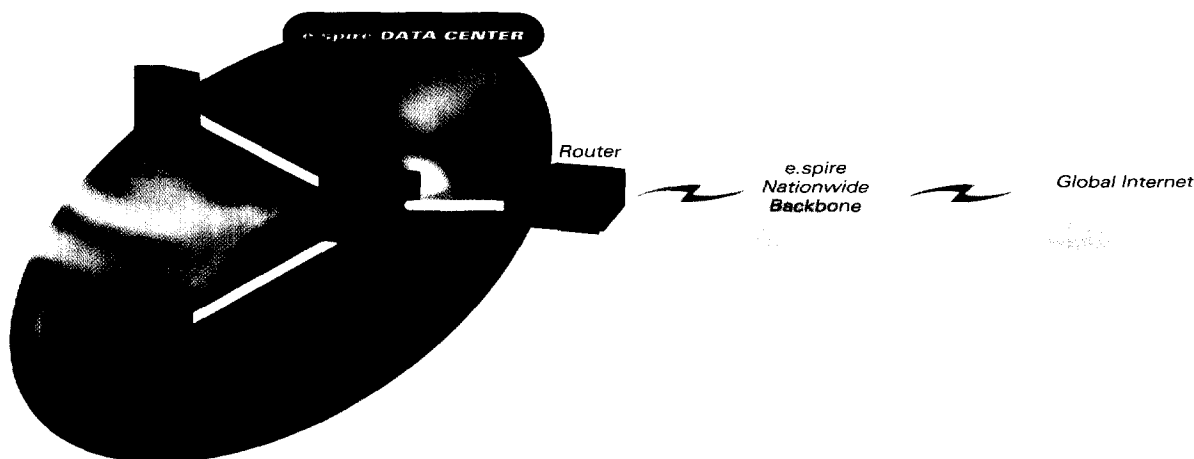 e.spire DATA CENTER
Router
e.spire
Nationwide
Backbone
Global Internet